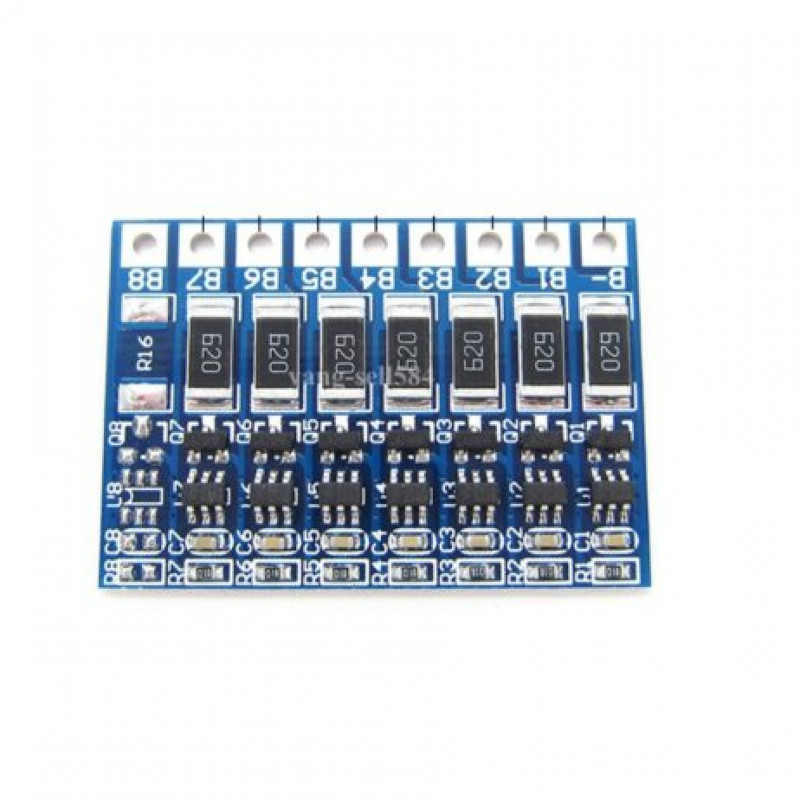 B8 B7 B6 B5 B4 B3 B2 B1 B-
R16 620 620 620 620 620 620 620
yang-sell584
Q8 Q7 Q6 Q5 Q4 Q3 Q2 Q1
U8 U7 U6 U5 U4 U3 U2 U1
C8 C7 C6 C5 C4 C3 C2 C1
R8 R7 R6 R5 R4 R3 R2 R1